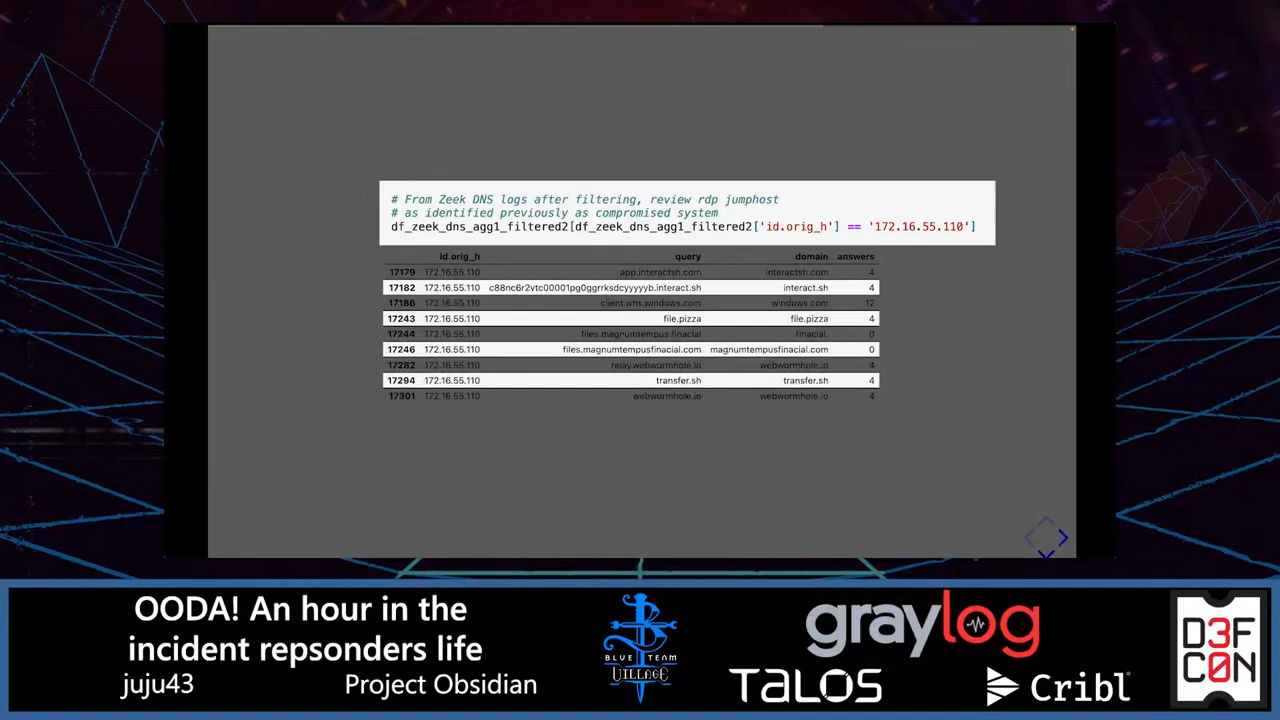 # From Zeek DNS logs after filtering, review rdp jumphost
# as identified previously as compromised system
df_zeek_dns_agg1_filtered2[df_zeek_dns_agg1_filtered2['id.orig_h'] == '172.16.55.110']
id.orig_h query domain answers
17179 172.16.55.110 app.interactsh.com interactsh.com 4
17182 172.16.55.110 c88nc6r2vtc00001pg0ggrrksdcyyyyyb.interact.sh interact.sh 4
17186 172.16.55.110 client.wns.windows.com windows.com 12
17243 172.16.55.110 file.pizza file.pizza 4
17244 172.16.55.110 files.magnumtempus.finacial finacial. 0
17246 172.16.55.110 files.magnumtempusfinacial.com magnumtempusfinacial.com 0
17282 172.16.55.110 relay.webwormhole.io webwormhole.io 4
17294 172.16.55.110 transfer.sh transfer.sh 4
17301 172.16.55.110 webwormhole.io webwormhole.io 4
OODA! An hour in the
incident repsonders life
juju43 Project Obsidian
BLUE TEAM
VILLAGE
graylog
TALOS
Cribl
D3F
C0N